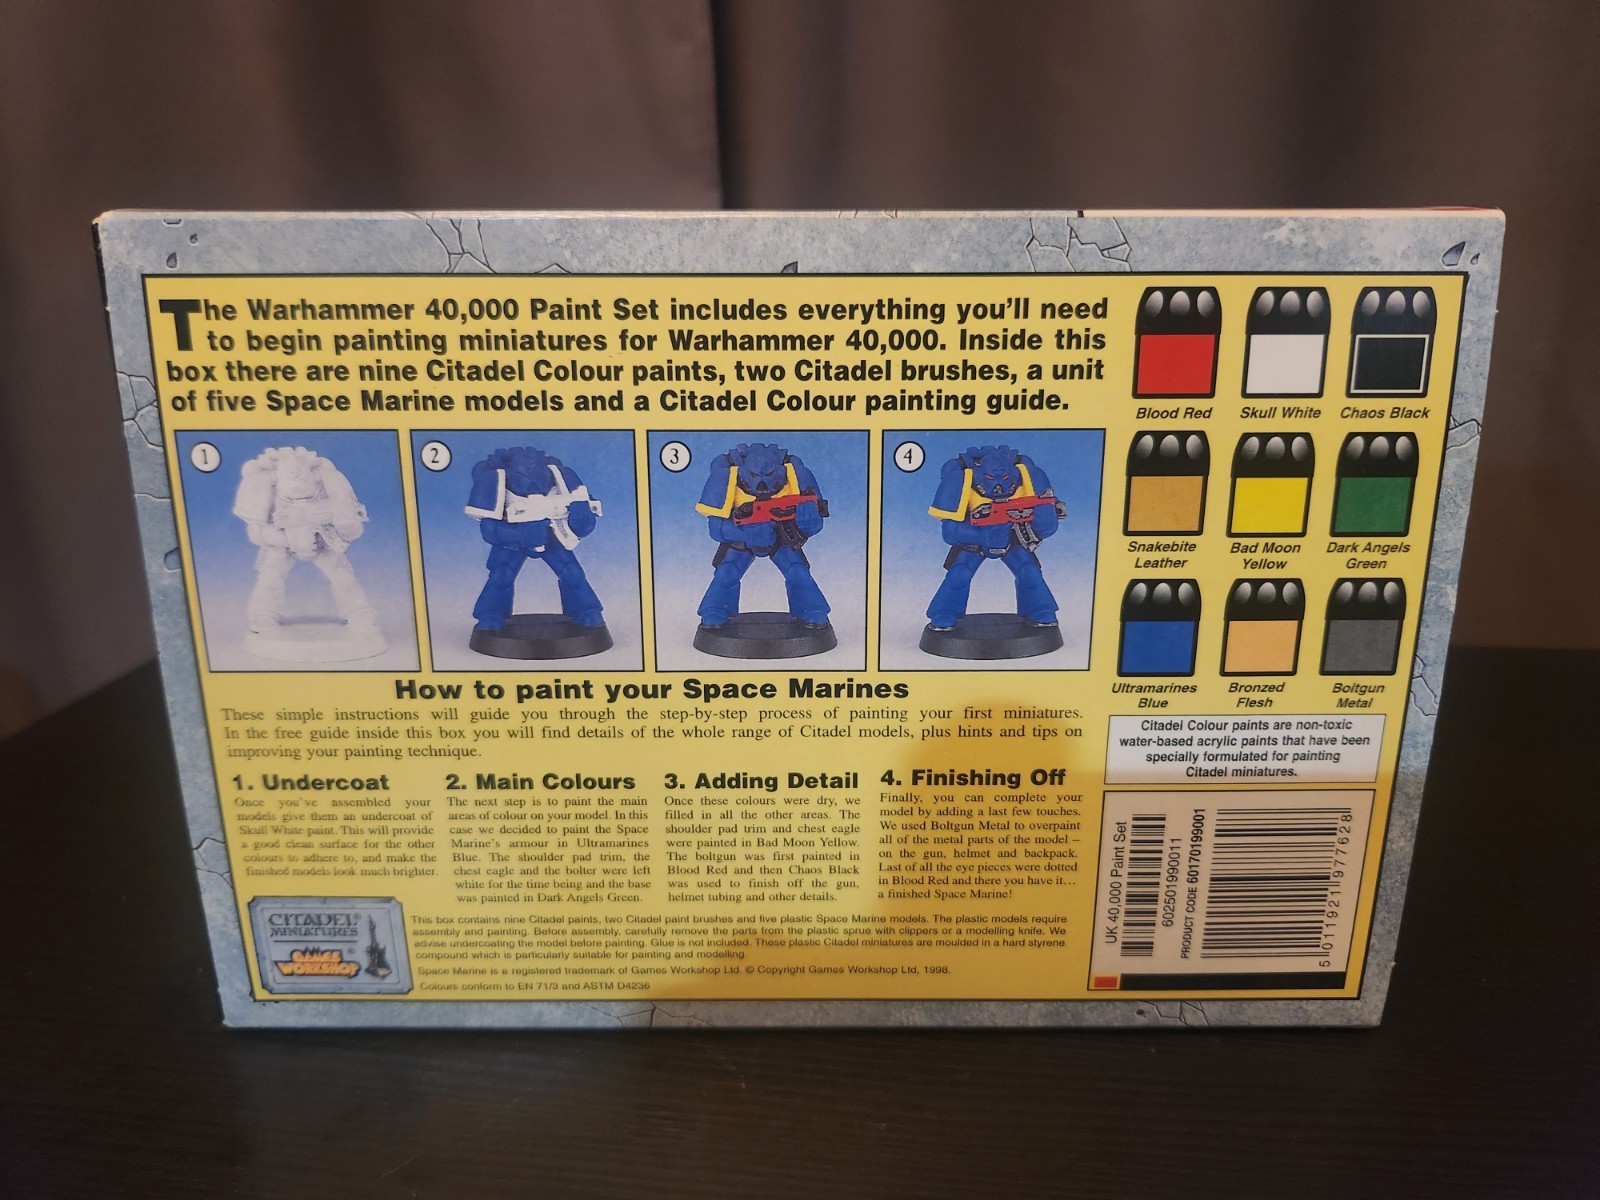 The Warhammer 40,000 Paint Set includes everything you'll need
to begin painting miniatures for Warhammer 40,000. Inside this
box there are nine Citadel Colour paints, two Citadel brushes, a unit
of five Space Marine models and a Citadel Colour painting guide.
1
2
3
4
How to paint your Space Marines
These simple instructions will guide you through the step-by-step process of painting your first miniatures.
In the free guide inside this box you will find details of the whole range of Citadel models, plus hints and tips on
improving your painting technique.
1. Undercoat
Once you've assembled your
models give them an undercoat of
Skull White paint. This will provide
a good clean surface for the other
colours to adhere to, and make the
finished models look much brighter.
2. Main Colours
The next step is to paint the main
areas of colour on your model. In this
case we decided to paint the Space
Marine's armour in Ultramarines
Blue. The shoulder pad trim, the
chest eagle and the bolter were left
white for the time being and the base
was painted in Dark Angels Green.
3. Adding Detail
Once these colours were dry, we
filled in all the other areas. The
shoulder pad trim and chest eagle
were painted in Bad Moon Yellow.
The boltgun was first painted in
Blood Red and then Chaos Black
was used to finish off the gun,
helmet tubing and other details.
4. Finishing Off
Finally, you can complete your
model by adding a last few touches.
We used Boltgun Metal to overpaint
all of the metal parts of the model –
on the gun, helmet and backpack.
Last of all the eye pieces were dotted
in Blood Red and there you have it...
a finished Space Marine!
CITADEL®
MINIATURES
GAMES
WORKSHOP®
This box contains nine Citadel paints, two Citadel paint brushes and five plastic Space Marine models. The plastic models require
assembly and painting. Before assembly, carefully remove the parts from the plastic sprue with clippers or a modelling knife. We
advise undercoating the model before painting. Glue is not included. These plastic Citadel miniatures are moulded in a hard styrene
compound which is particularly suitable for painting and modelling.
Space Marine is a registered trademark of Games Workshop Ltd. © Copyright Games Workshop Ltd, 1998.
Colours conform to EN 71/3 and ASTM D4236
Blood Red
Skull White
Chaos Black
Snakebite
Leather
Bad Moon
Yellow
Dark Angels
Green
Ultramarines
Blue
Bronzed
Flesh
Boltgun
Metal
Citadel Colour paints are non-toxic
water-based acrylic paints that have been
specially formulated for painting
Citadel miniatures.
UK 40,000 Paint Set
60250199001​1
PRODUCT CODE 60170199001
5 011921 977628